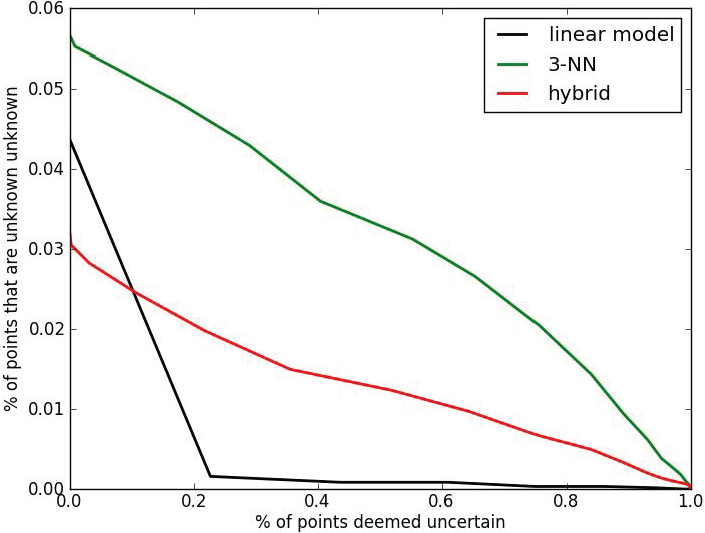 0.06
0.05
0.04
0.03
0.02
0.01
0.00
% of points that are unknown unknown
linear model
3-NN
hybrid
0.0 0.2 0.4 0.6 0.8 1.0
% of points deemed uncertain